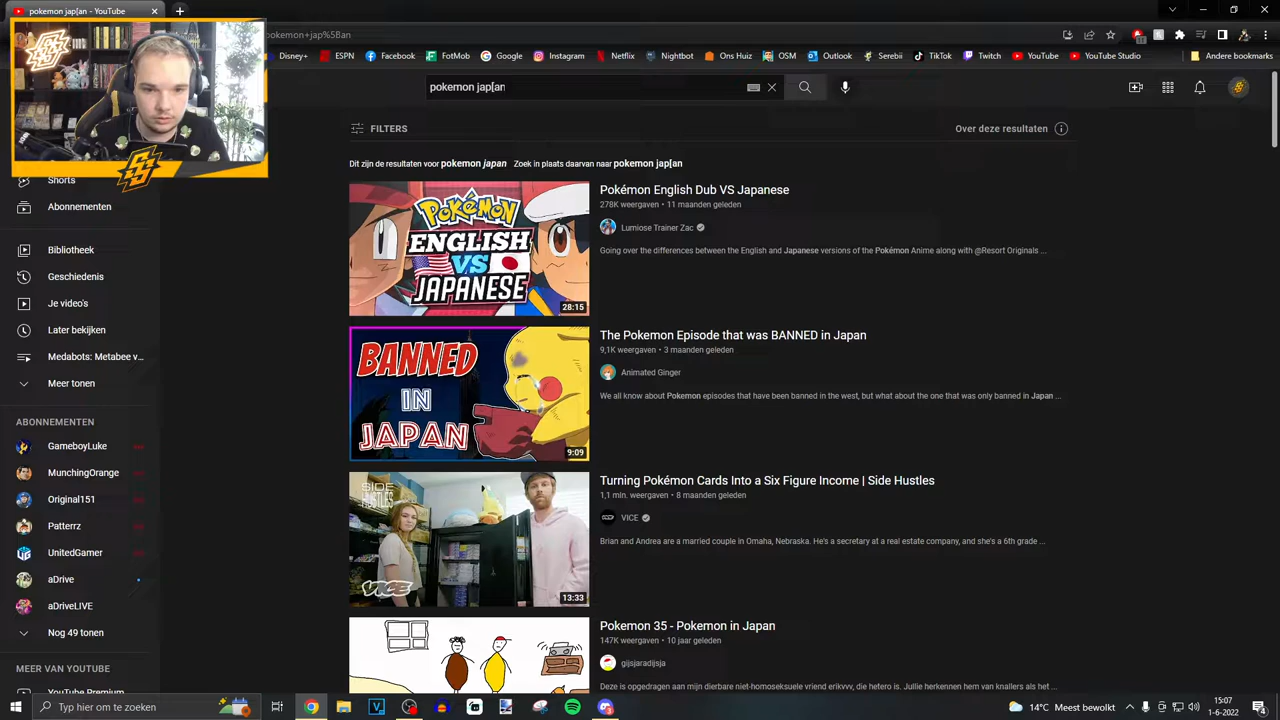 pokemon jap[an - YouTube
pokemon+jap%5Ban
Disney+
ESPN
Facebook
FotMob
Google
Instagram
Netflix
Nightbot
Ons Huiz
OSM
Outlook
Serebii
TikTok
Twitch
YouTube
YouTube Studio
Andere bookmarks
pokemon jap[an
FILTERS
Over deze resultaten
Dit zijn de resultaten voor pokemon japan Zoek in plaats daarvan naar pokemon jap[an
Shorts
Abonnementen
Bibliotheek
Geschiedenis
Je video's
Later bekijken
Medabots: Metabee v...
Meer tonen
ABONNEMENTEN
GameboyLuke
MunchingOrange
Original151
Patterrz
UnitedGamer
aDrive
aDriveLIVE
Nog 49 tonen
MEER VAN YOUTUBE
YouTube Premium
POKéMON
ENGLISH
VS
JAPANESE
28:15
Pokémon English Dub VS Japanese
278K weergaven • 11 maanden geleden
Lumiose Trainer Zac
Going over the differences between the English and Japanese versions of the Pokémon Anime along with @Resort Originals ...
BANNED
IN
JAPAN
9:09
The Pokemon Episode that was BANNED in Japan
9,1K weergaven • 3 maanden geleden
Animated Ginger
We all know about Pokemon episodes that have been banned in the west, but what about the one that was only banned in Japan ...
SIDE
HUSTLES
VICE
13:33
Turning Pokémon Cards Into a Six Figure Income | Side Hustles
1,1 mln. weergaven • 8 maanden geleden
VICE
Brian and Andrea are a married couple in Omaha, Nebraska. He's a secretary at a real estate company, and she's a 6th grade ...
Pokemon 35 - Pokemon in Japan
147K weergaven • 10 jaar geleden
gijsjaradijsja
Deze is opgedragen aan mijn dierbare niet-homoseksuele vriend erikvvv, die hetero is. Jullie herkennen hem van knallers als het ...
Typ hier om te zoeken
14°C Meest bewolkt
15:07
1-6-2022